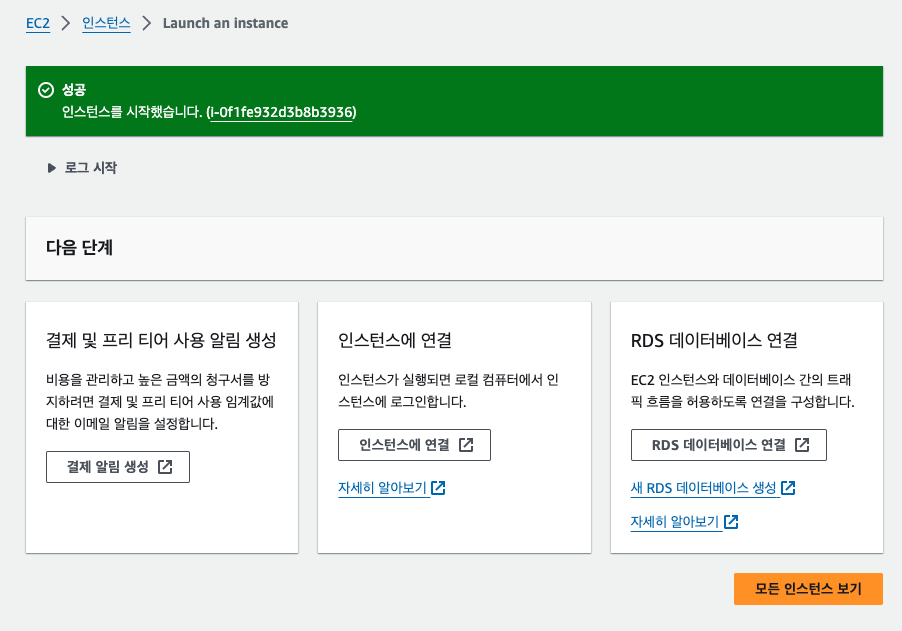 EC2 > 인스턴스 > Launch an instance
성공
인스턴스를 시작했습니다. (i-0f1fe932d3b8b3936)
로그 시작
다음 단계
결제 및 프리 티어 사용 알림 생성
비용을 관리하고 높은 금액의 청구서를 방
지하려면 결제 및 프리 티어 사용 임계값에
대한 이메일 알림을 설정합니다.
결제 알림 생성
인스턴스에 연결
인스턴스가 실행되면 로컬 컴퓨터에서 인
스턴스에 로그인합니다.
인스턴스에 연결
자세히 알아보기
RDS 데이터베이스 연결
EC2 인스턴스와 데이터베이스 간의 트래
픽 흐름을 허용하도록 연결을 구성합니다.
RDS 데이터베이스 연결
새 RDS 데이터베이스 생성
자세히 알아보기
모든 인스턴스 보기